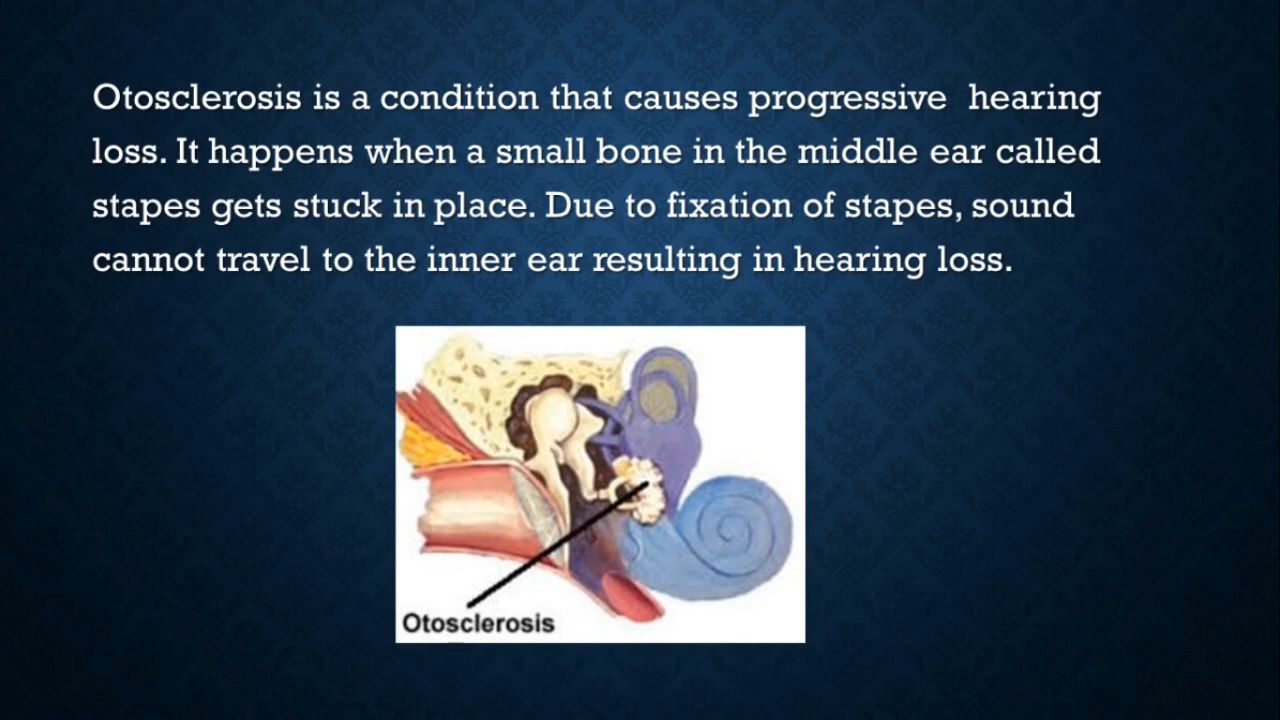 Otosclerosis is a condition that causes progressive  hearing
loss. It happens when a small bone in the middle ear called
stapes gets stuck in place. Due to fixation of stapes, sound
cannot travel to the inner ear resulting in hearing loss.
Otosclerosis